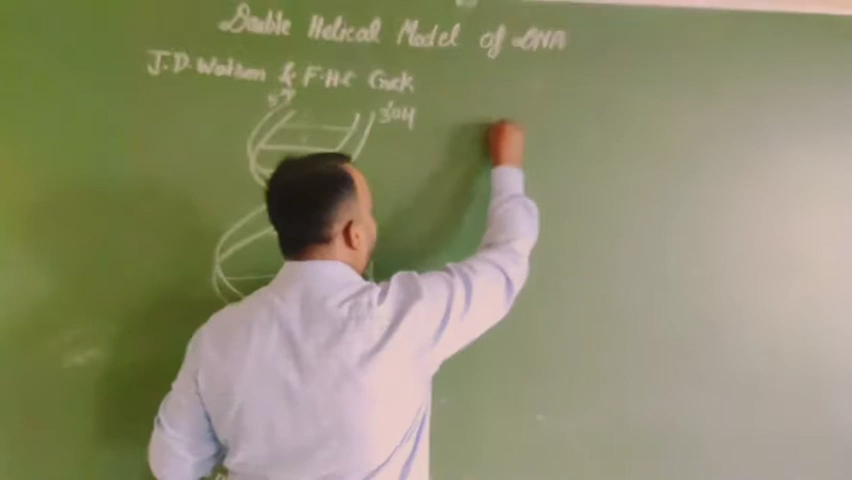 Double Helical Model of DNA
J.D. Watson & F.H.C Crick
5' 3'OH